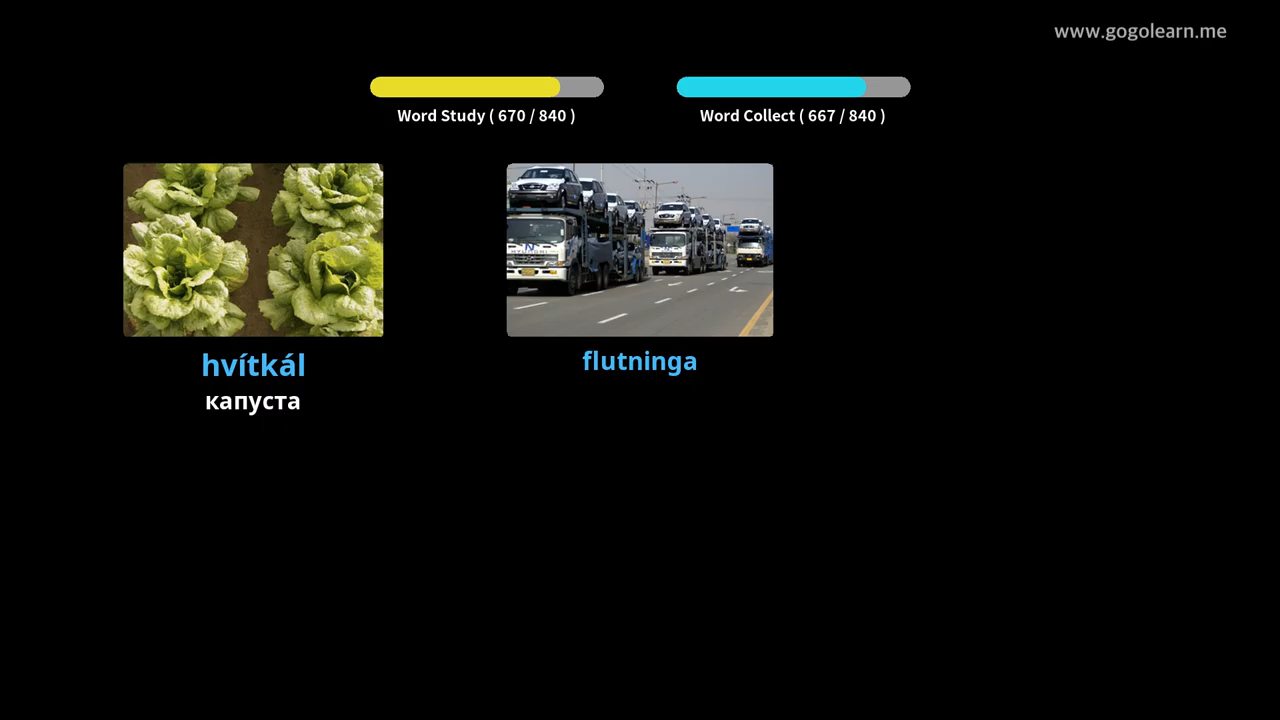 www.gogolearn.me
Word Study ( 670 / 840 )
Word Collect ( 667 / 840 )
hvítkál
капуста
flutninga